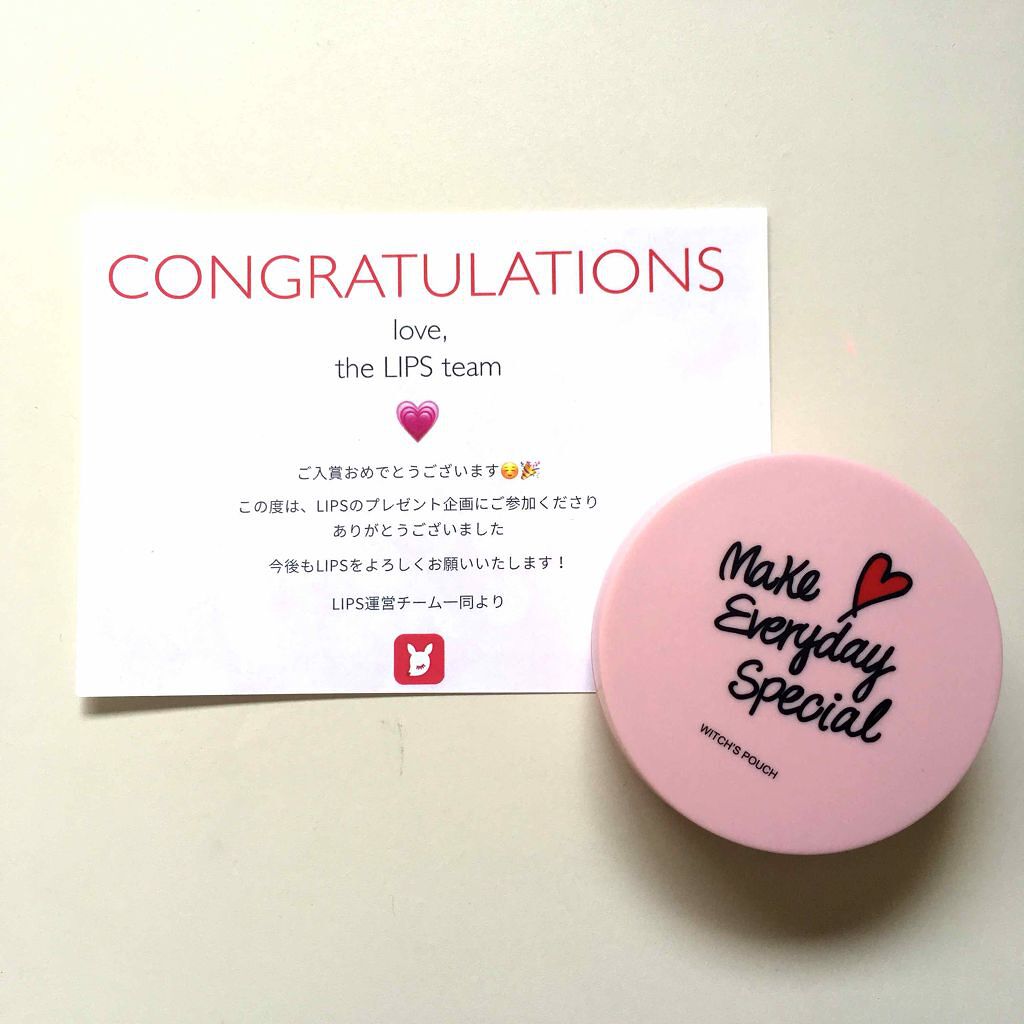 CONGRATULATIONS
love,
the LIPS team
ご入賞おめでとうございます☺️🎉
この度は、LIPSのプレゼント企画にご参加くださり
ありがとうございました
今後もLIPSをよろしくお願いいたします！
LIPS運営チーム一同より
Make
Everyday
Special
WITCH'S POUCH